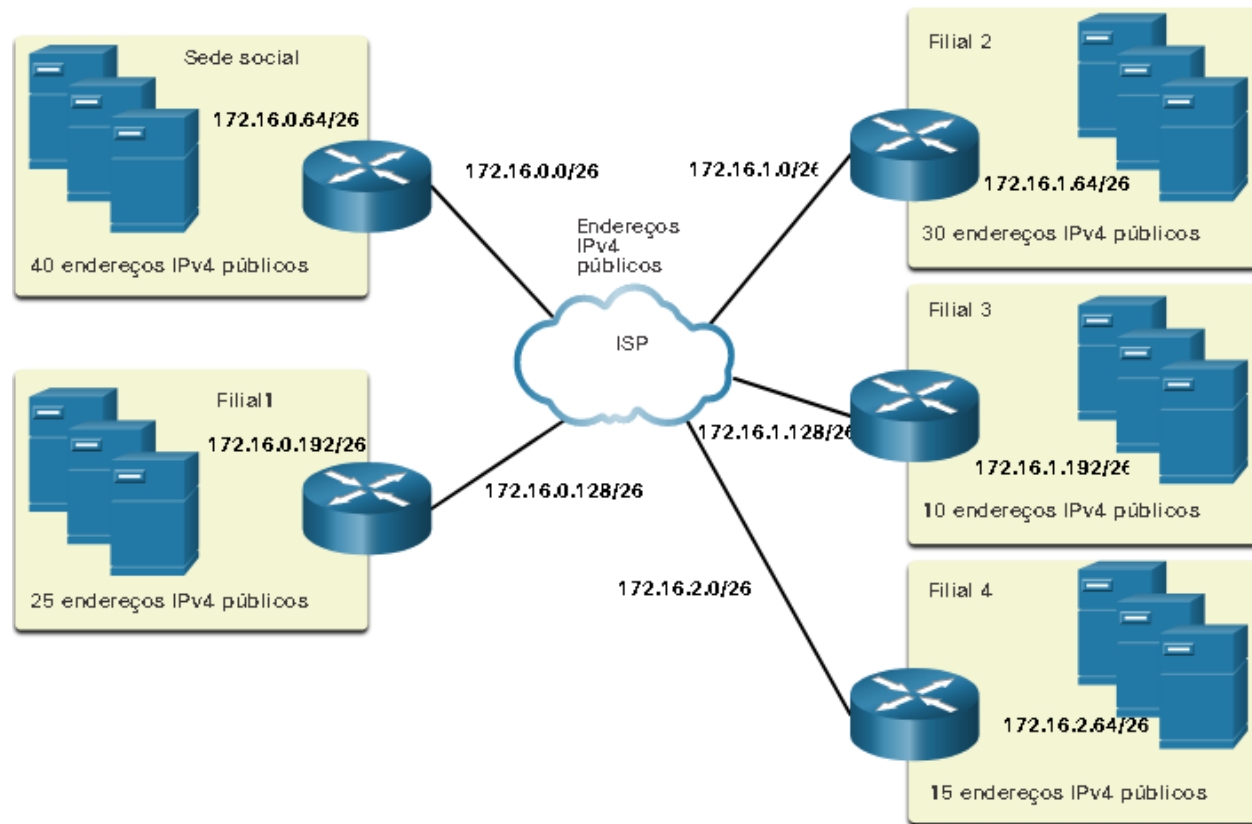 Sede social
172.16.0.64/26
40 endereços IPv4 públicos
172.16.0.0/26
Filial1
172.16.0.192/26
25 endereços IPv4 públicos
172.16.0.128/26
Endereços
IPv4
públicos
ISP
Filial 2
172.16.1.0/26
172.16.1.64/26
30 endereços IPv4 públicos
Filial 3
172.16.1.128/26
172.16.1.192/26
10 endereços IPv4 públicos
Filial 4
172.16.2.0/26
172.16.2.64/26
15 endereços IPv4 públicos